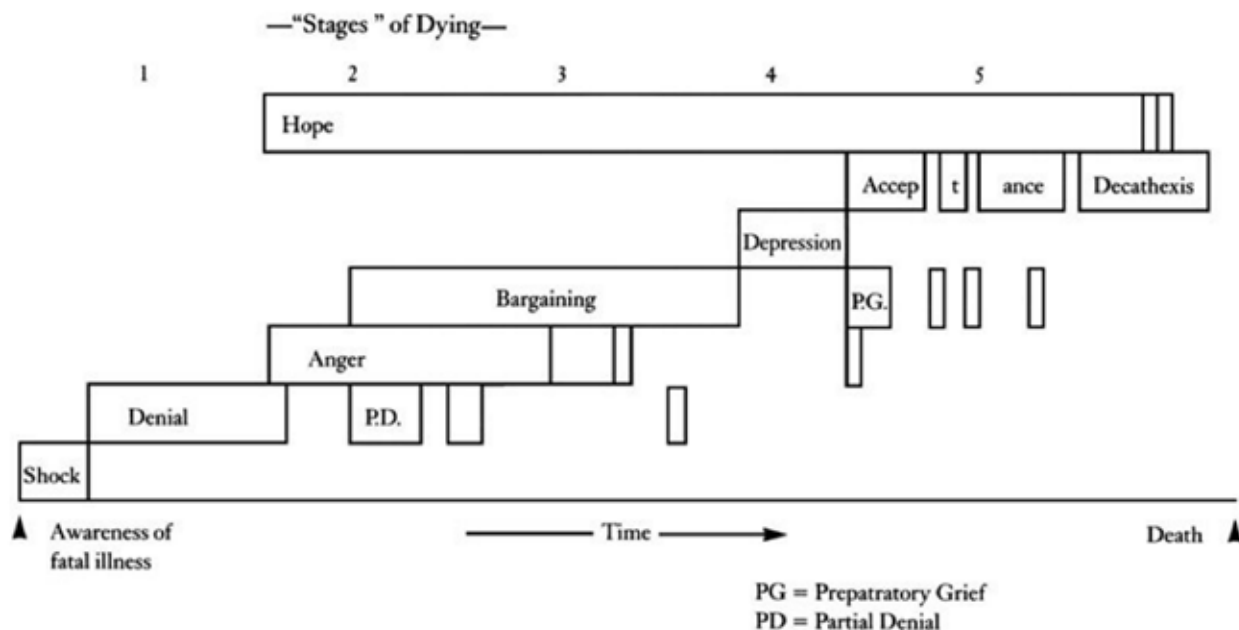 —“Stages ” of Dying—
1 2 3 4 5
Hope
Accep t ance Decathexis
Depression
Bargaining P.G.
Anger
Denial P.D.
Shock
Awareness of
fatal illness
Time
Death
PG = Prepatratory Grief
PD = Partial Denial